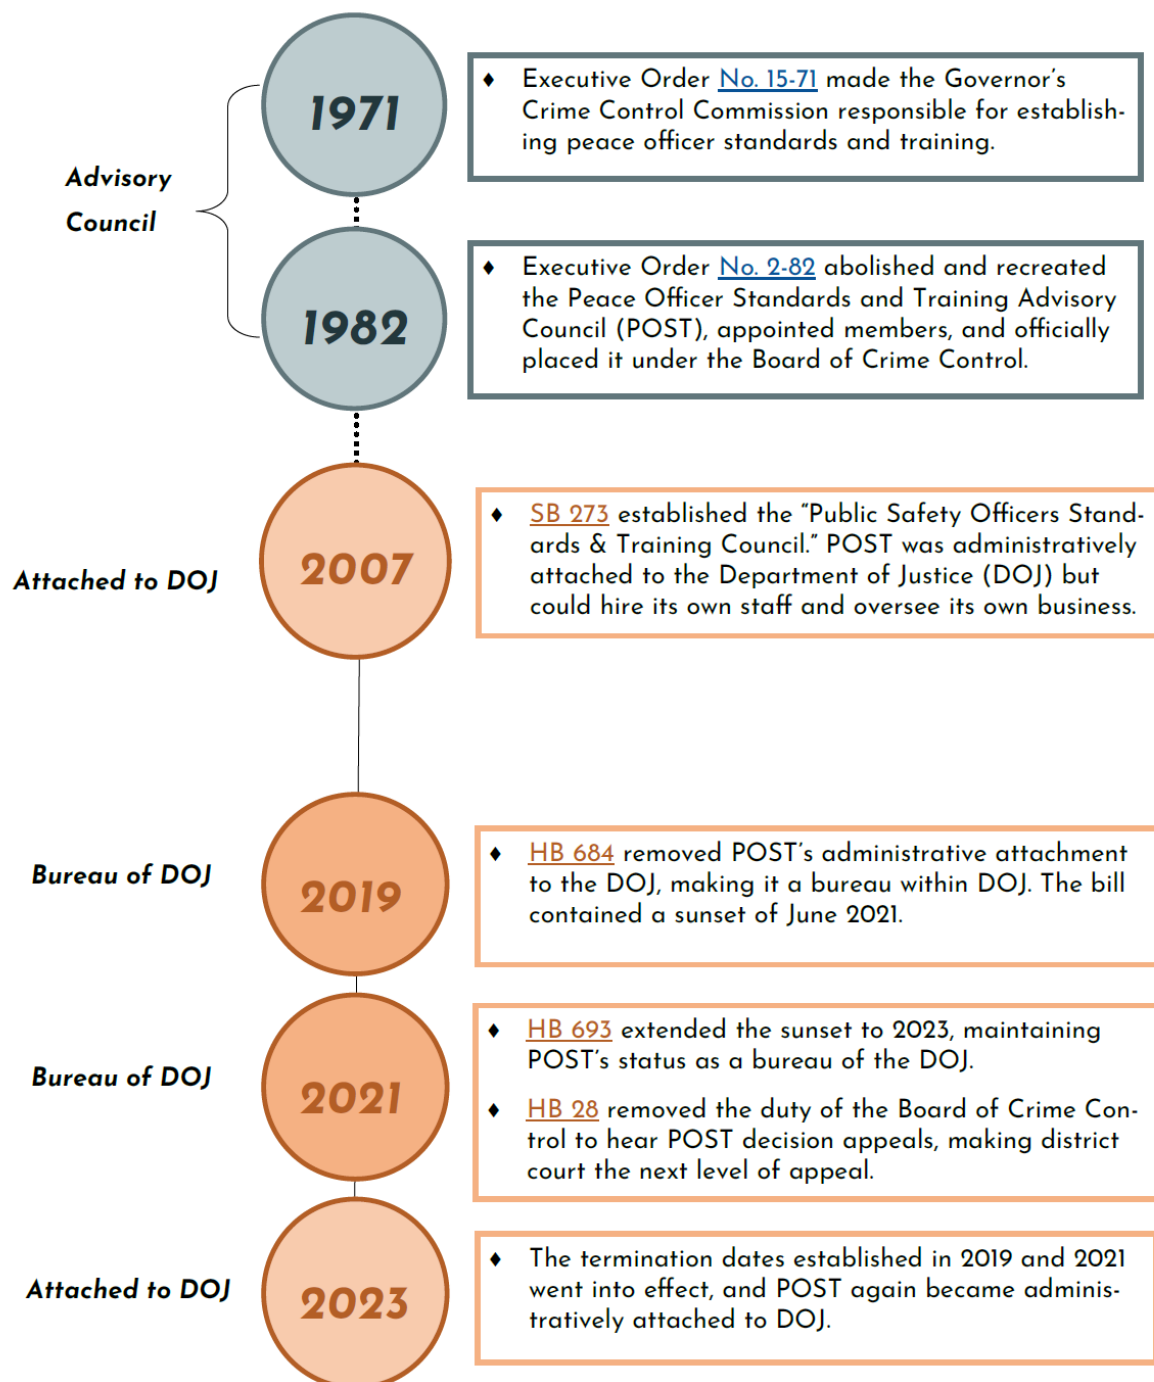 1971
♦ Executive Order No. 15-71 made the Governor’s
Crime Control Commission responsible for establish-
ing peace officer standards and training.
Advisory
Council
1982
♦ Executive Order No. 2-82 abolished and recreated
the Peace Officer Standards and Training Advisory
Council (POST), appointed members, and officially
placed it under the Board of Crime Control.
Attached to DOJ
2007
♦ SB 273 established the “Public Safety Officers Stand-
ards & Training Council.” POST was administratively
attached to the Department of Justice (DOJ) but
could hire its own staff and oversee its own business.
Bureau of DOJ
2019
♦ HB 684 removed POST’s administrative attachment
to the DOJ, making it a bureau within DOJ. The bill
contained a sunset of June 2021.
Bureau of DOJ
2021
♦ HB 693 extended the sunset to 2023, maintaining
POST’s status as a bureau of the DOJ.
♦ HB 28 removed the duty of the Board of Crime Con-
trol to hear POST decision appeals, making district
court the next level of appeal.
Attached to DOJ
2023
♦ The termination dates established in 2019 and 2021
went into effect, and POST again became adminis-
tratively attached to DOJ.